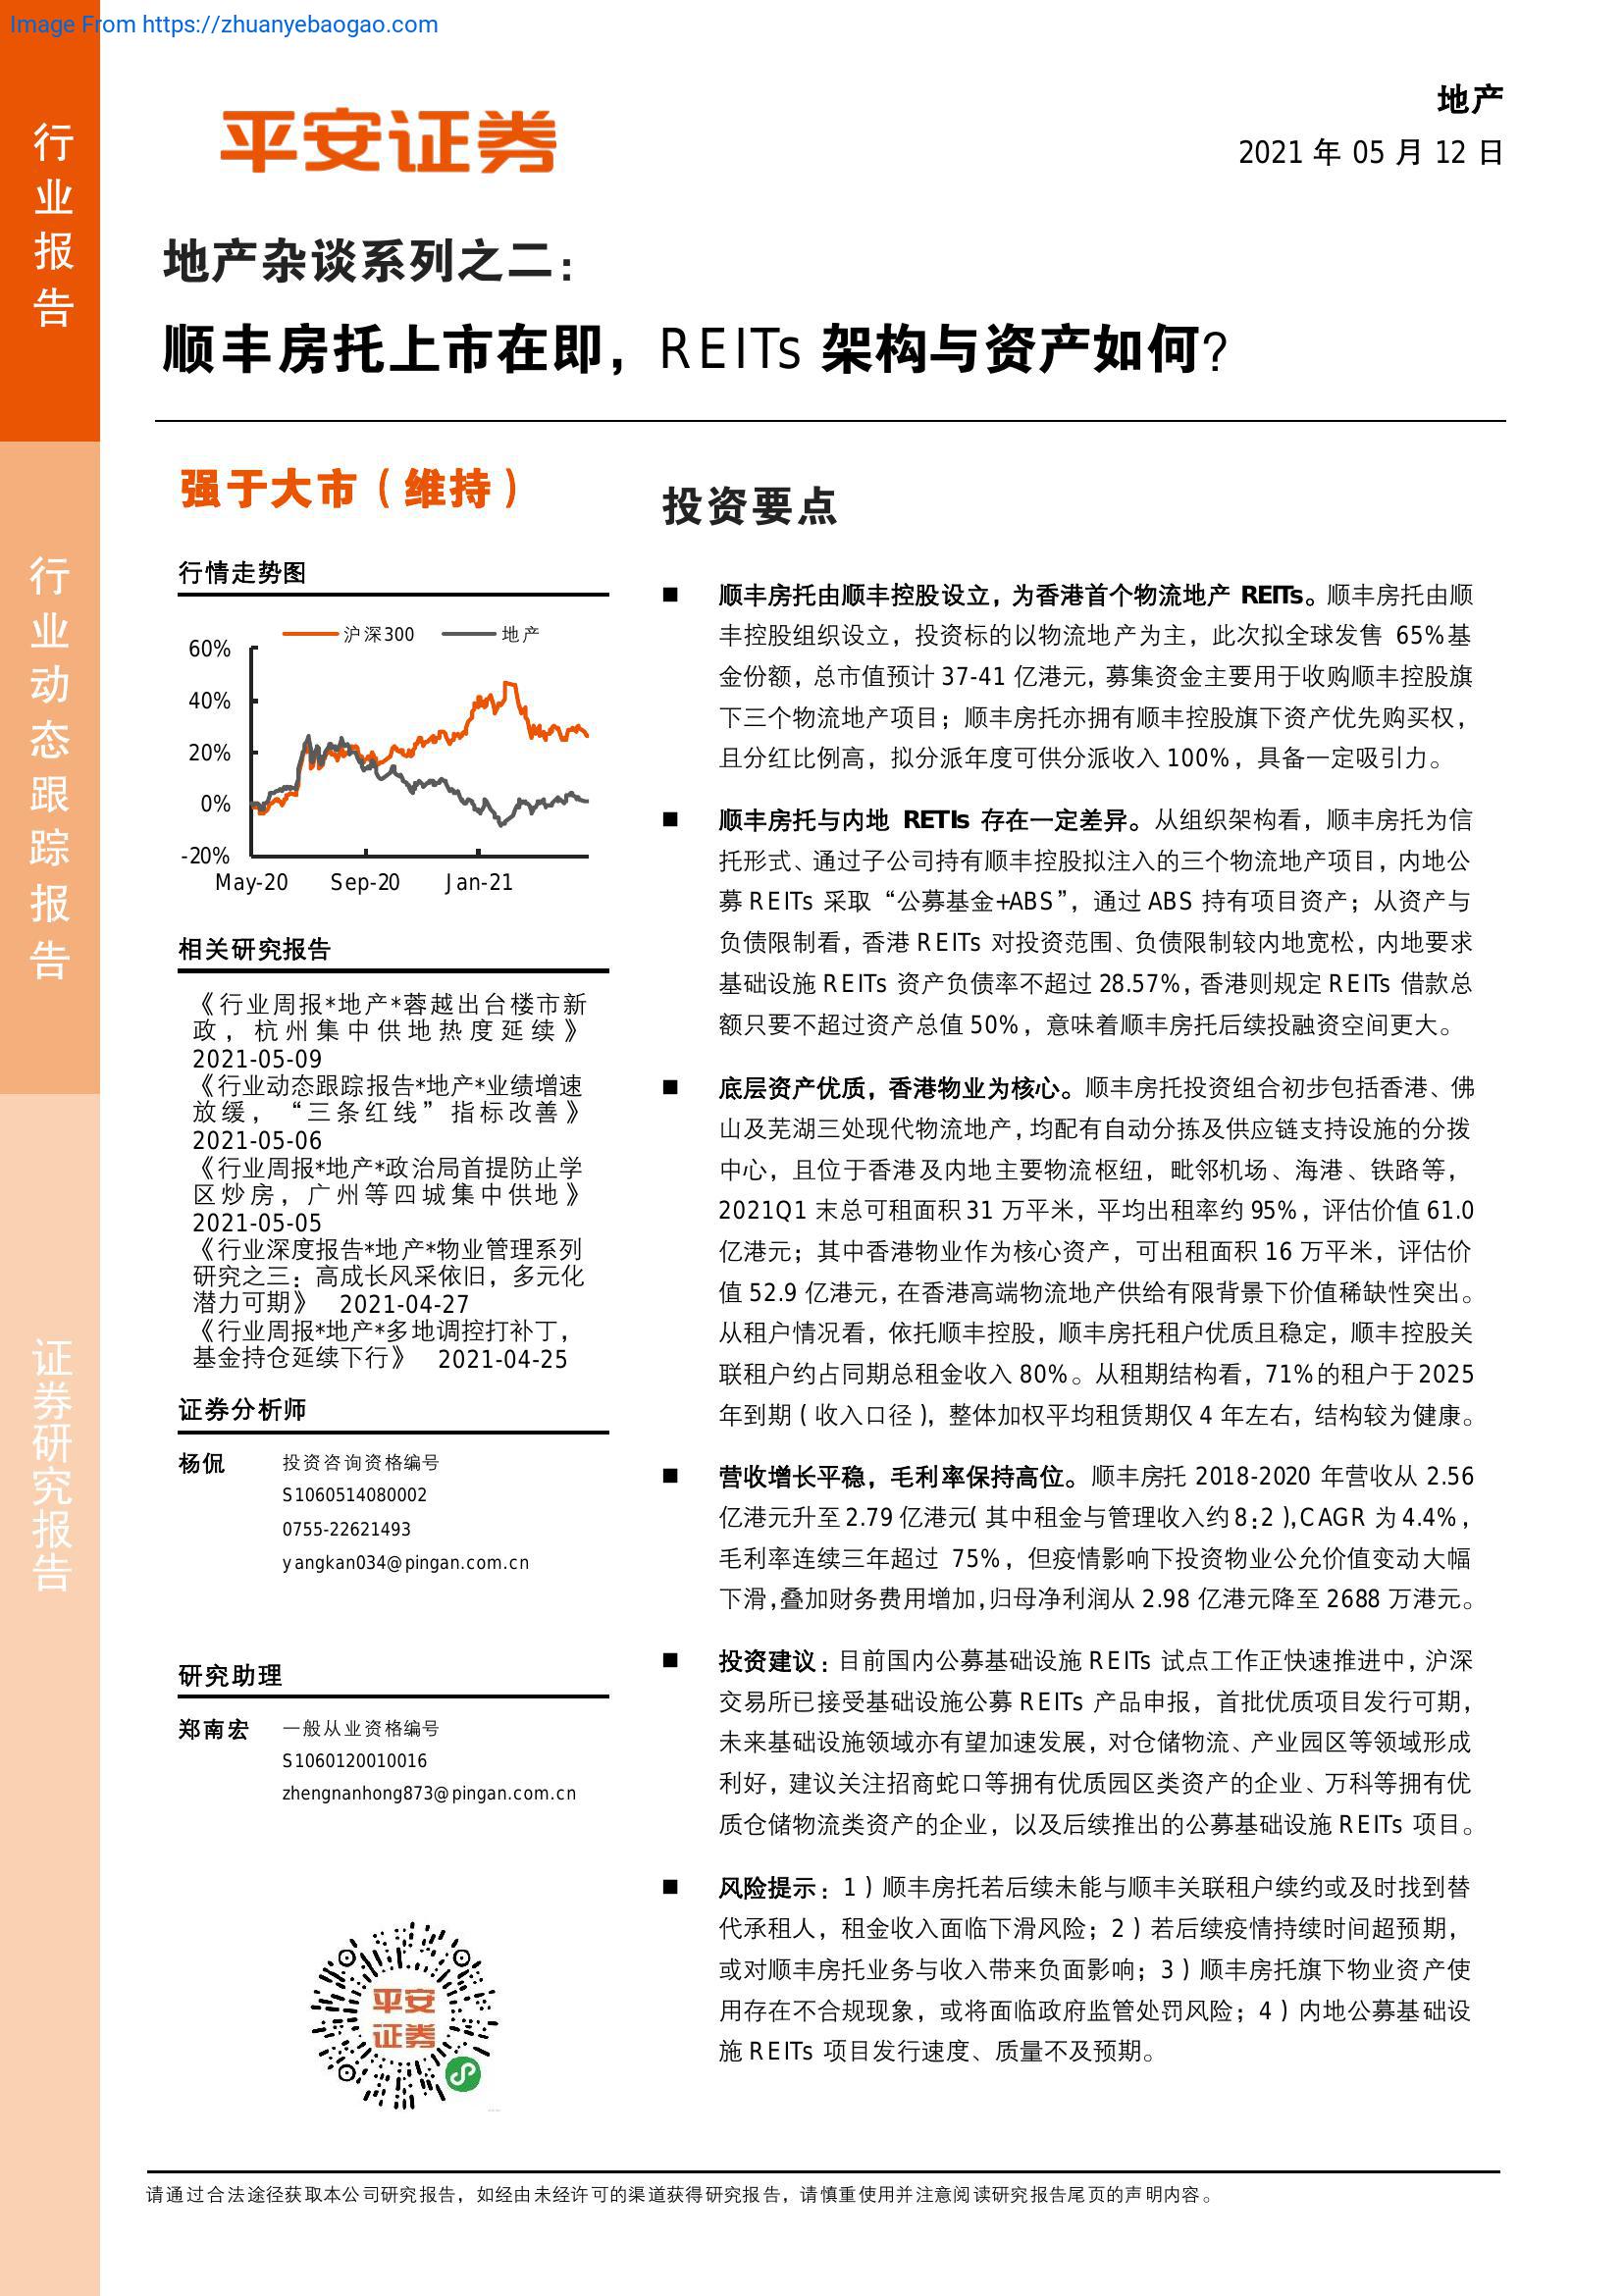 Image From https://zhuanyebaogao.com
行业报告
行业动态跟踪报告
证券研究报告
平安证券
地产
2021 年 05 月 12 日
地产杂谈系列之二：
顺丰房托上市在即，REITs 架构与资产如何？
强于大市（维持）
行情走势图
沪深300 地产
60%
40%
20%
0%
-20%
May-20 Sep-20 Jan-21
相关研究报告
《行业周报*地产*蓉越出台楼市新
政，杭州集中供地热度延续》
2021-05-09
《行业动态跟踪报告*地产*业绩增速
放缓，“三条红线”指标改善》
2021-05-06
《行业周报*地产*政治局首提防止学
区炒房，广州等四城集中供地》
2021-05-05
《行业深度报告*地产*物业管理系列
研究之三：高成长风采依旧，多元化
潜力可期》 2021-04-27
《行业周报*地产*多地调控打补丁，
基金持仓延续下行》 2021-04-25
证券分析师
杨侃 投资咨询资格编号
S1060514080002
0755-22621493
yangkan034@pingan.com.cn
研究助理
郑南宏 一般从业资格编号
S1060120010016
zhengnanhong873@pingan.com.cn
平安
证券
投资要点
■ 顺丰房托由顺丰控股设立，为香港首个物流地产 REITs。顺丰房托由顺
丰控股组织设立，投资标的以物流地产为主，此次拟全球发售 65%基
金份额，总市值预计 37-41 亿港元，募集资金主要用于收购顺丰控股旗
下三个物流地产项目；顺丰房托亦拥有顺丰控股旗下资产优先购买权，
且分红比例高，拟分派年度可供分派收入 100%，具备一定吸引力。
■ 顺丰房托与内地 RETIs 存在一定差异。从组织架构看，顺丰房托为信
托形式、通过子公司持有顺丰控股拟注入的三个物流地产项目，内地公
募 REITs 采取“公募基金+ABS”，通过 ABS 持有项目资产；从资产与
负债限制看，香港 REITs 对投资范围、负债限制较内地宽松，内地要求
基础设施 REITs 资产负债率不超过 28.57%，香港则规定 REITs 借款总
额只要不超过资产总值 50%，意味着顺丰房托后续投融资空间更大。
■ 底层资产优质，香港物业为核心。顺丰房托投资组合初步包括香港、佛
山及芜湖三处现代物流地产，均配有自动分拣及供应链支持设施的分拨
中心，且位于香港及内地主要物流枢纽，毗邻机场、海港、铁路等，
2021Q1 末总可租面积 31 万平米，平均出租率约 95%，评估价值 61.0
亿港元；其中香港物业作为核心资产，可出租面积 16 万平米，评估价
值 52.9 亿港元，在香港高端物流地产供给有限背景下价值稀缺性突出。
从租户情况看，依托顺丰控股，顺丰房托租户优质且稳定，顺丰控股关
联租户约占同期总租金收入 80%。从租期结构看，71%的租户于 2025
年到期（收入口径），整体加权平均租赁期仅 4 年左右，结构较为健康。
■ 营收增长平稳，毛利率保持高位。顺丰房托 2018-2020 年营收从 2.56
亿港元升至 2.79 亿港元（其中租金与管理收入约 8:2），CAGR 为 4.4%，
毛利率连续三年超过 75%，但疫情影响下投资物业公允价值变动大幅
下滑，叠加财务费用增加，归母净利润从 2.98 亿港元降至 2688 万港元。
■ 投资建议：目前国内公募基础设施 REITs 试点工作正快速推进中，沪深
交易所已接受基础设施公募 REITs 产品申报，首批优质项目发行可期，
未来基础设施领域亦有望加速发展，对仓储物流、产业园区等领域形成
利好，建议关注招商蛇口等拥有优质园区类资产的企业、万科等拥有优
质仓储物流类资产的企业，以及后续推出的公募基础设施 REITs 项目。
■ 风险提示：1）顺丰房托若后续未能与顺丰关联租户续约或及时找到替
代承租人，租金收入面临下滑风险；2）若后续疫情持续时间超预期，
或对顺丰房托业务与收入带来负面影响；3）顺丰房托旗下物业资产使
用存在不合规现象，或将面临政府监管处罚风险；4）内地公募基础设
施 REITs 项目发行速度、质量不及预期。
请通过合法途径获取本公司研究报告，如经由未经许可的渠道获得研究报告，请慎重使用并注意阅读研究报告尾页的声明内容。